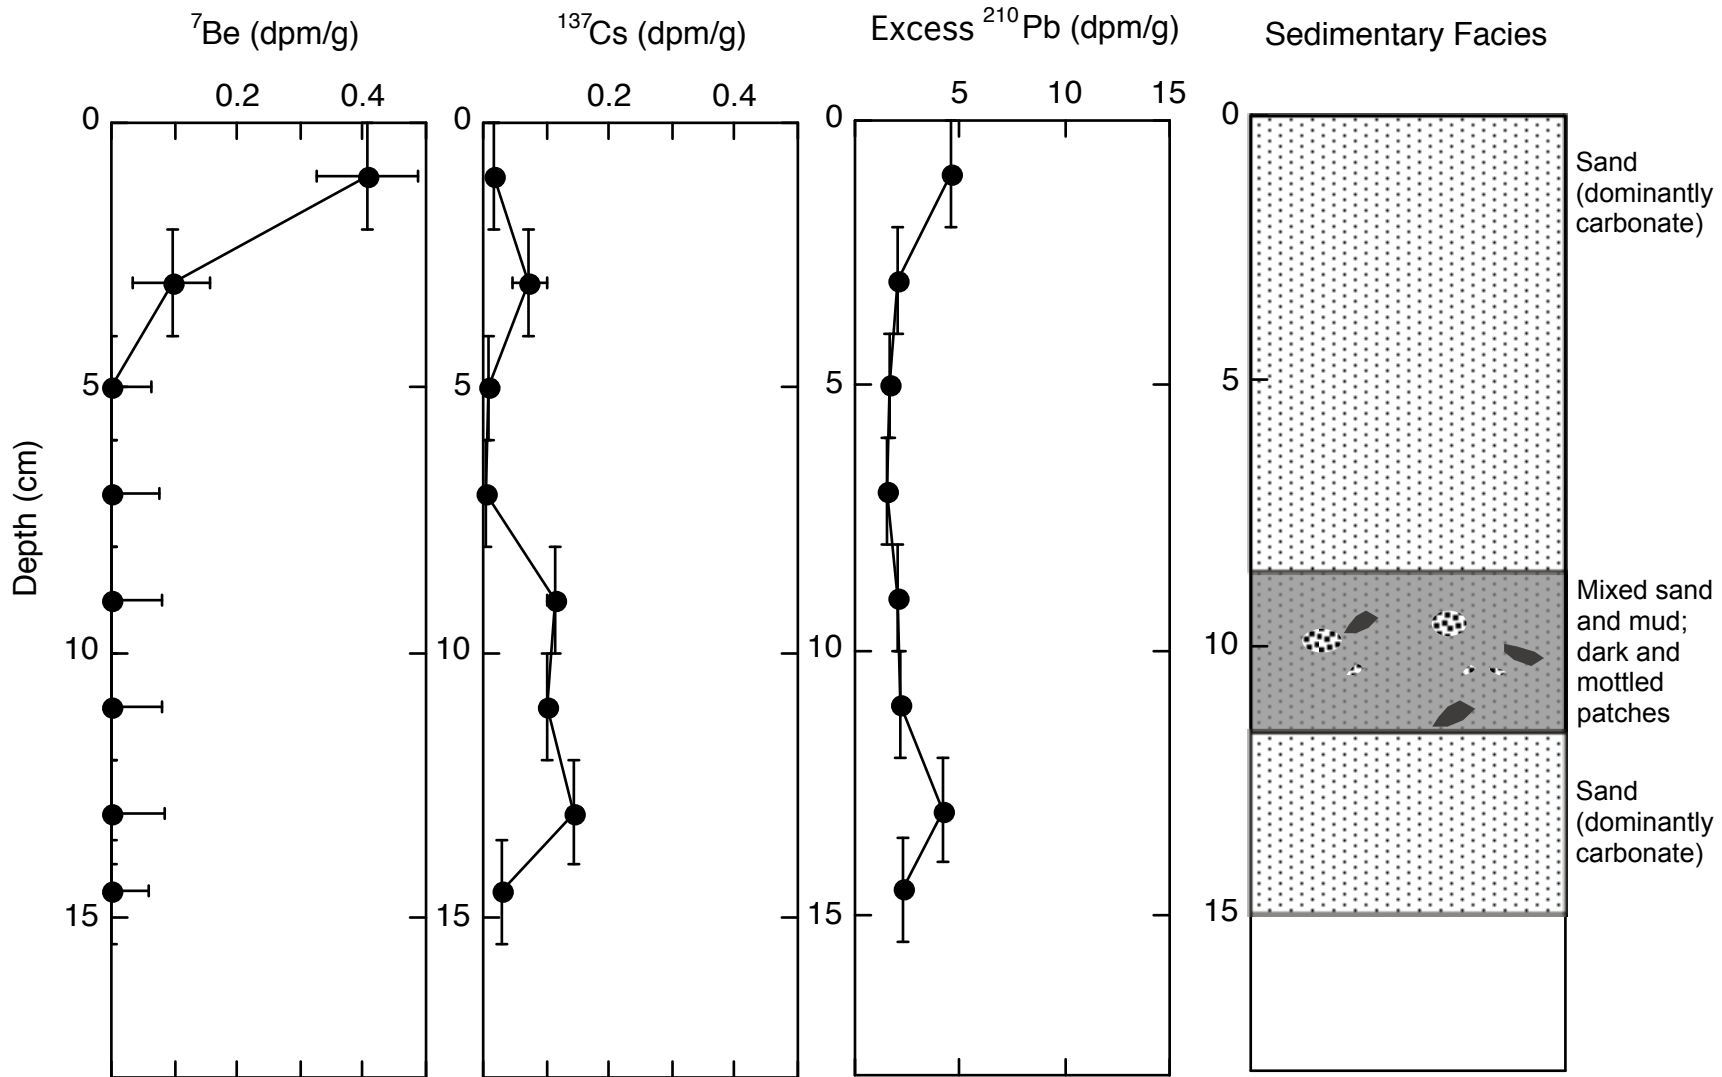 ⁷Be (dpm/g)
0.2 0.4
0
5
10
15
Depth (cm)
¹³⁷Cs (dpm/g)
0.2 0.4
0
5
10
15
Excess ²¹⁰Pb (dpm/g)
5 10 15
0
5
10
15
Sedimentary Facies
0
5
10
15
Sand
(dominantly
carbonate)
Mixed sand
and mud;
dark and
mottled
patches
Sand
(dominantly
carbonate)